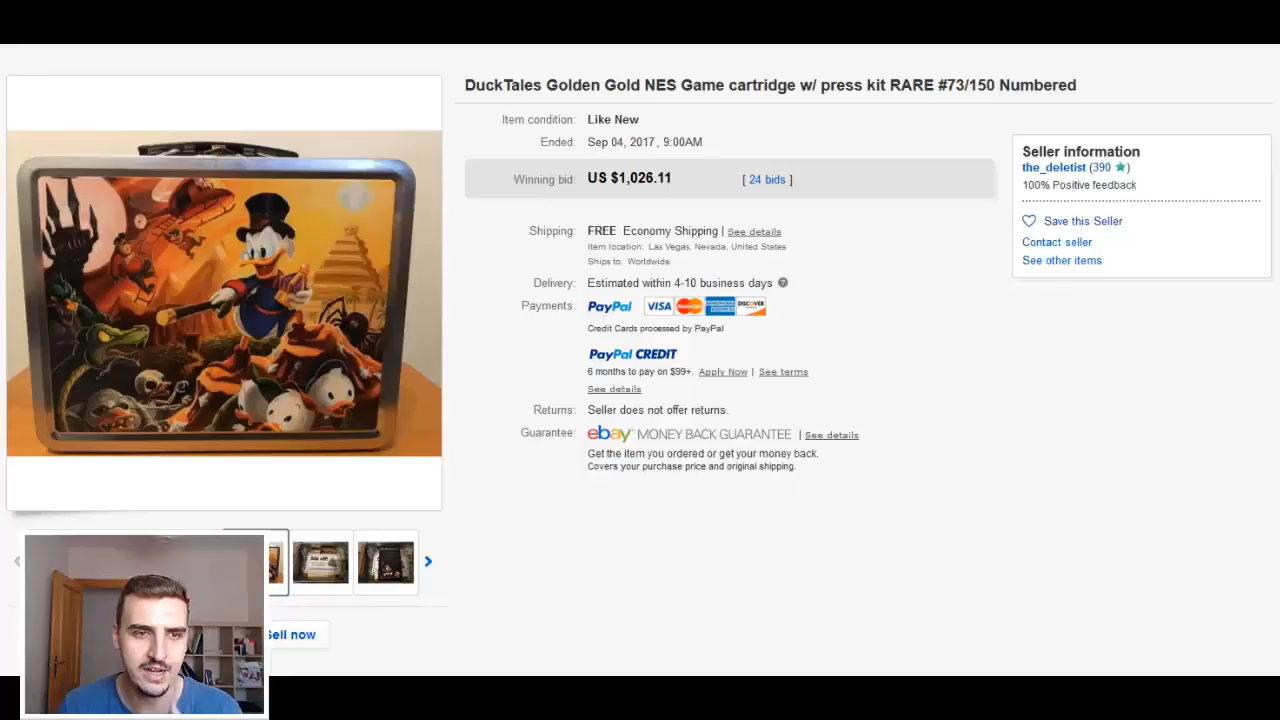 DuckTales Golden Gold NES Game cartridge w/ press kit RARE #73/150 Numbered
Item condition: Like New
Ended: Sep 04, 2017 , 9:00AM
Winning bid: US $1,026.11 [ 24 bids ]
Shipping: FREE Economy Shipping | See details
Item location: Las Vegas, Nevada, United States
Ships to: Worldwide
Delivery: Estimated within 4-10 business days ?
Payments: PayPal VISA MasterCard AMERICAN EXPRESS DISCOVER
Credit Cards processed by PayPal
PayPal CREDIT
6 months to pay on $99+. Apply Now | See terms
See details
Returns: Seller does not offer returns.
Guarantee: ebay MONEY BACK GUARANTEE | See details
Get the item you ordered or get your money back.
Covers your purchase price and original shipping.
Seller information
the_deletist (390 )
100% Positive feedback
Save this Seller
Contact seller
See other items
Sell now